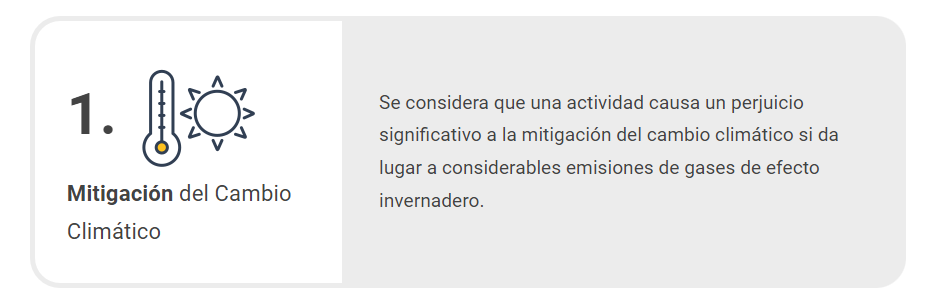 1.
Mitigación del Cambio
Climático
Se considera que una actividad causa un perjuicio
significativo a la mitigación del cambio climático si da
lugar a considerables emisiones de gases de efecto
invernadero.